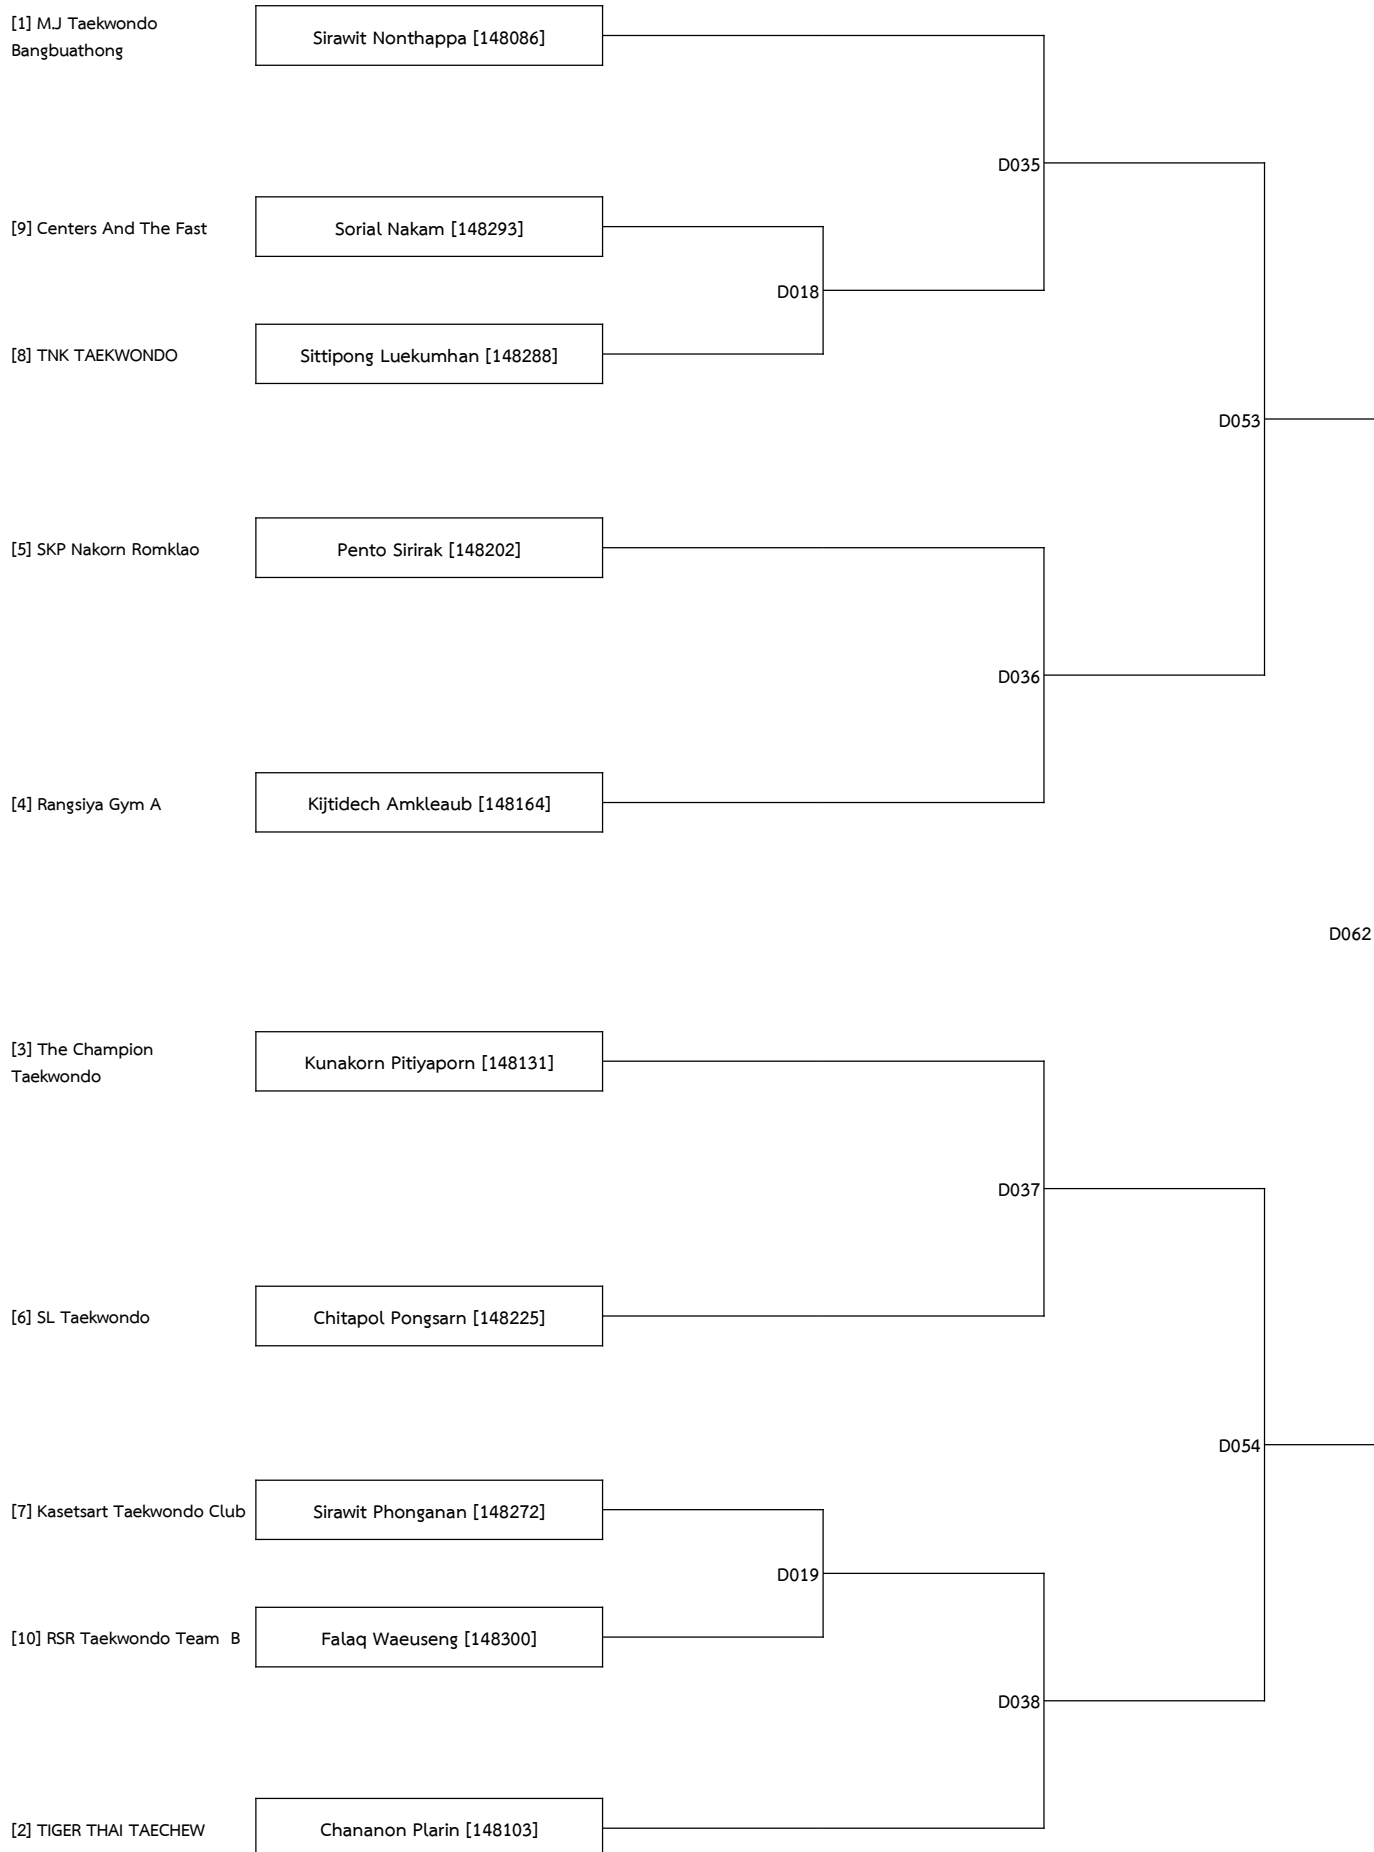 [1] M.J Taekwondo
Bangbuathong
Sirawit Nonthappa [148086]
D035
[9] Centers And The Fast
Sorial Nakam [148293]
D018
[8] TNK TAEKWONDO
Sittipong Luekumhan [148288]
D053
[5] SKP Nakorn Romklao
Pento Sirirak [148202]
D036
[4] Rangsiya Gym A
Kijtidech Amkleaub [148164]
D062
[3] The Champion
Taekwondo
Kunakorn Pitiyaporn [148131]
D037
[6] SL Taekwondo
Chitapol Pongsarn [148225]
D054
[7] Kasetsart Taekwondo Club
Sirawit Phonganan [148272]
D019
[10] RSR Taekwondo Team  B
Falaq Waeuseng [148300]
D038
[2] TIGER THAI TAECHEW
Chananon Plarin [148103]